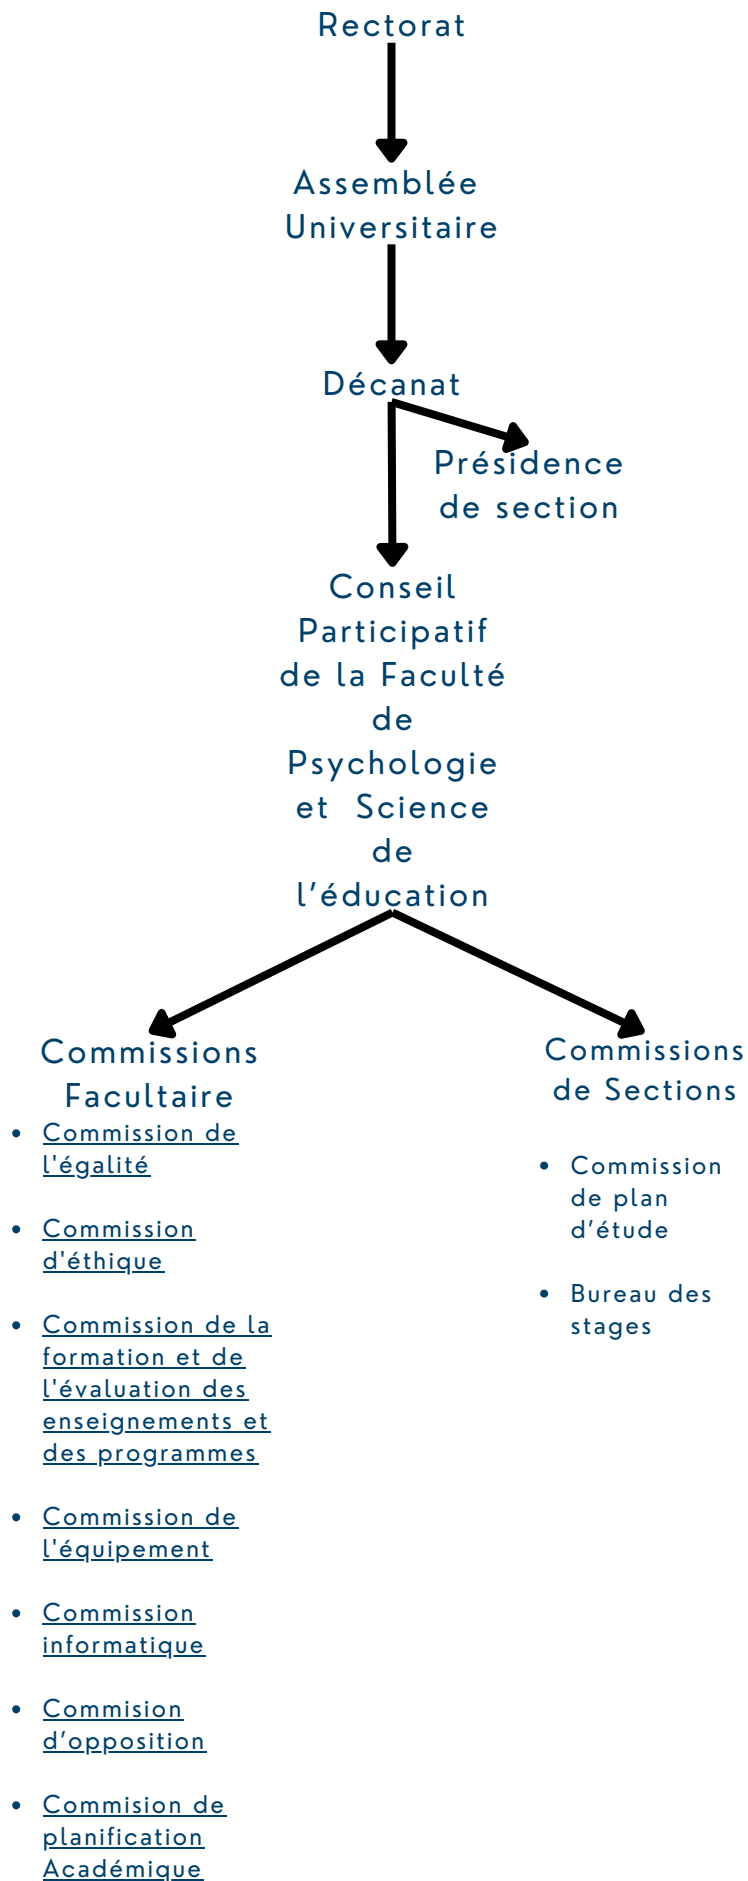 Rectorat
Assemblée
Universitaire
Décanat
Présidence
de section
Conseil
Participatif
de la Faculté
de
Psychologie
et Science
de
l’éducation
Commissions
Facultaire
• Commission de
l'égalité
• Commission
d'éthique
• Commission de la
formation et de
l'évaluation des
enseignements et
des programmes
• Commission de
l'équipement
• Commission
informatique
• Commision
d’opposition
• Commision de
planification
Académique
Commissions
de Sections
• Commission
de plan
d’étude
• Bureau des
stages